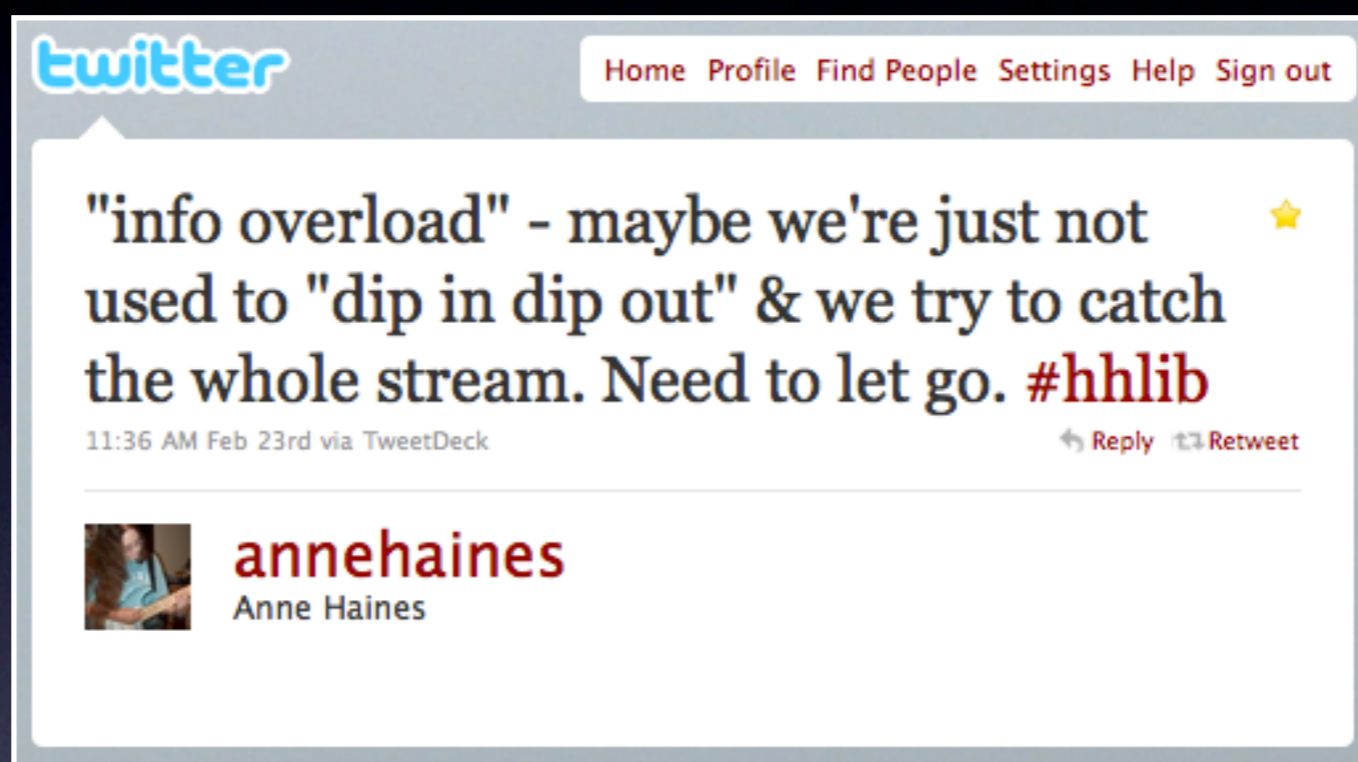 twitter
Home Profile Find People Settings Help Sign out
"info overload" - maybe we're just not
used to "dip in dip out" & we try to catch
the whole stream. Need to let go. #hhlib
11:36 AM Feb 23rd via TweetDeck
Reply Retweet
annehaines
Anne Haines